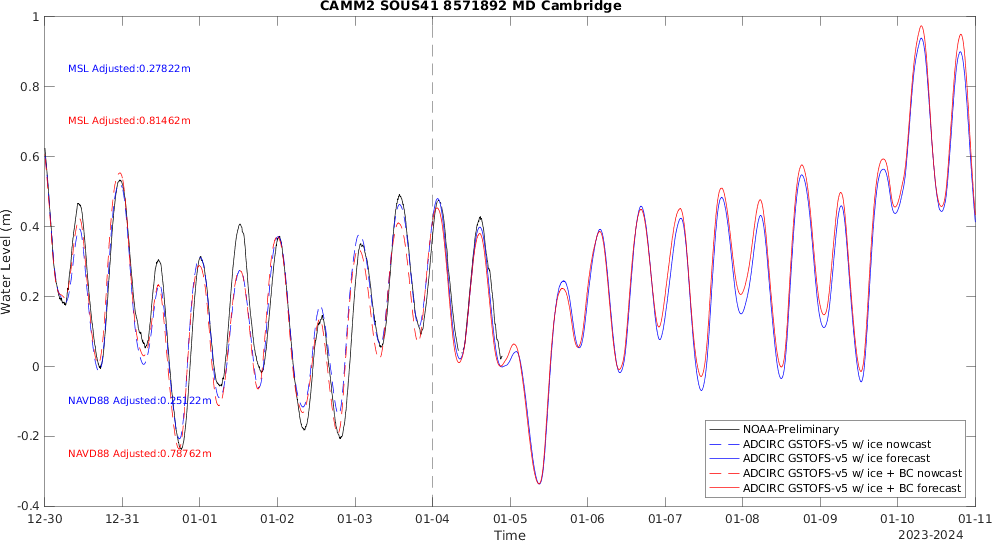 CAMM2 SOUS41 8571892 MD Cambridge
1
0.8
0.6
0.4
0.2
0
-0.2
-0.4
Water Level (m)
MSL Adjusted:0.27822m
MSL Adjusted:0.81462m
NAVD88 Adjusted:0.25122m
NAVD88 Adjusted:0.78762m
NOAA-Preliminary
ADCIRC GSTOFS-v5 w/ ice nowcast
ADCIRC GSTOFS-v5 w/ ice forecast
ADCIRC GSTOFS-v5 w/ ice + BC nowcast
ADCIRC GSTOFS-v5 w/ ice + BC forecast
12-30 12-31 01-01 01-02 01-03 01-04 01-05 01-06 01-07 01-08 01-09 01-10 01-11
Time
2023-2024